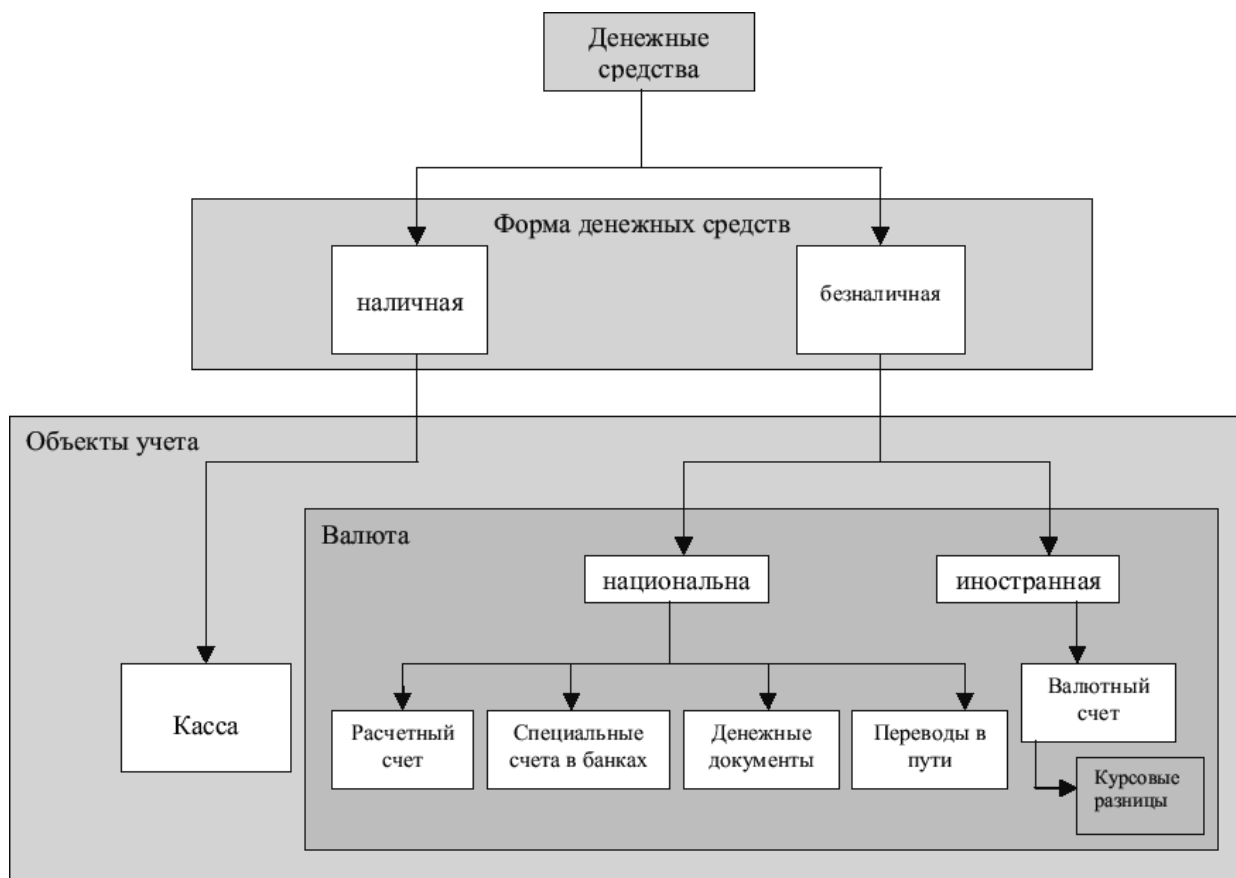 Денежные
средства
Форма денежных средств
наличная
безналичная
Объекты учета
Валюта
национальна
иностранная
Касса
Расчетный
счет
Специальные
счета в банках
Денежные
документы
Переводы в
пути
Валютный
счет
Курсовые
разницы